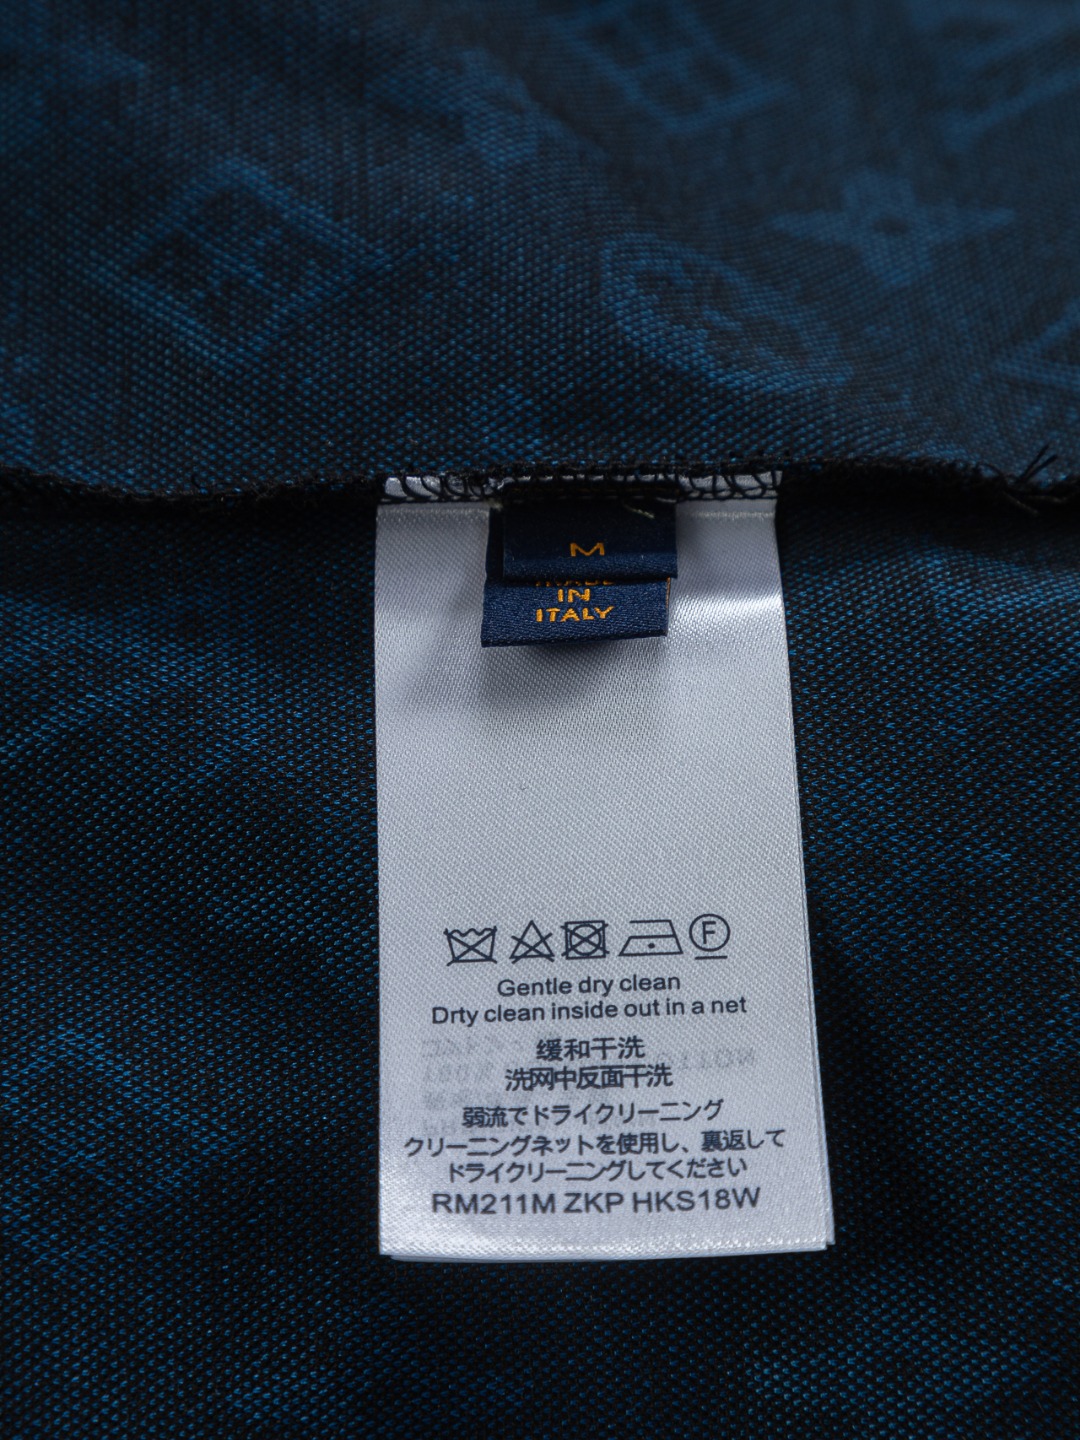 M
MADE
IN
ITALY
F
Gentle dry clean
Drty clean inside out in a net
缓和干洗
洗网中反面干洗
弱流でドライクリーニング
クリーニングネットを使用し、裏返して
ドライクリーニングしてください
RM211M ZKP HKS18W